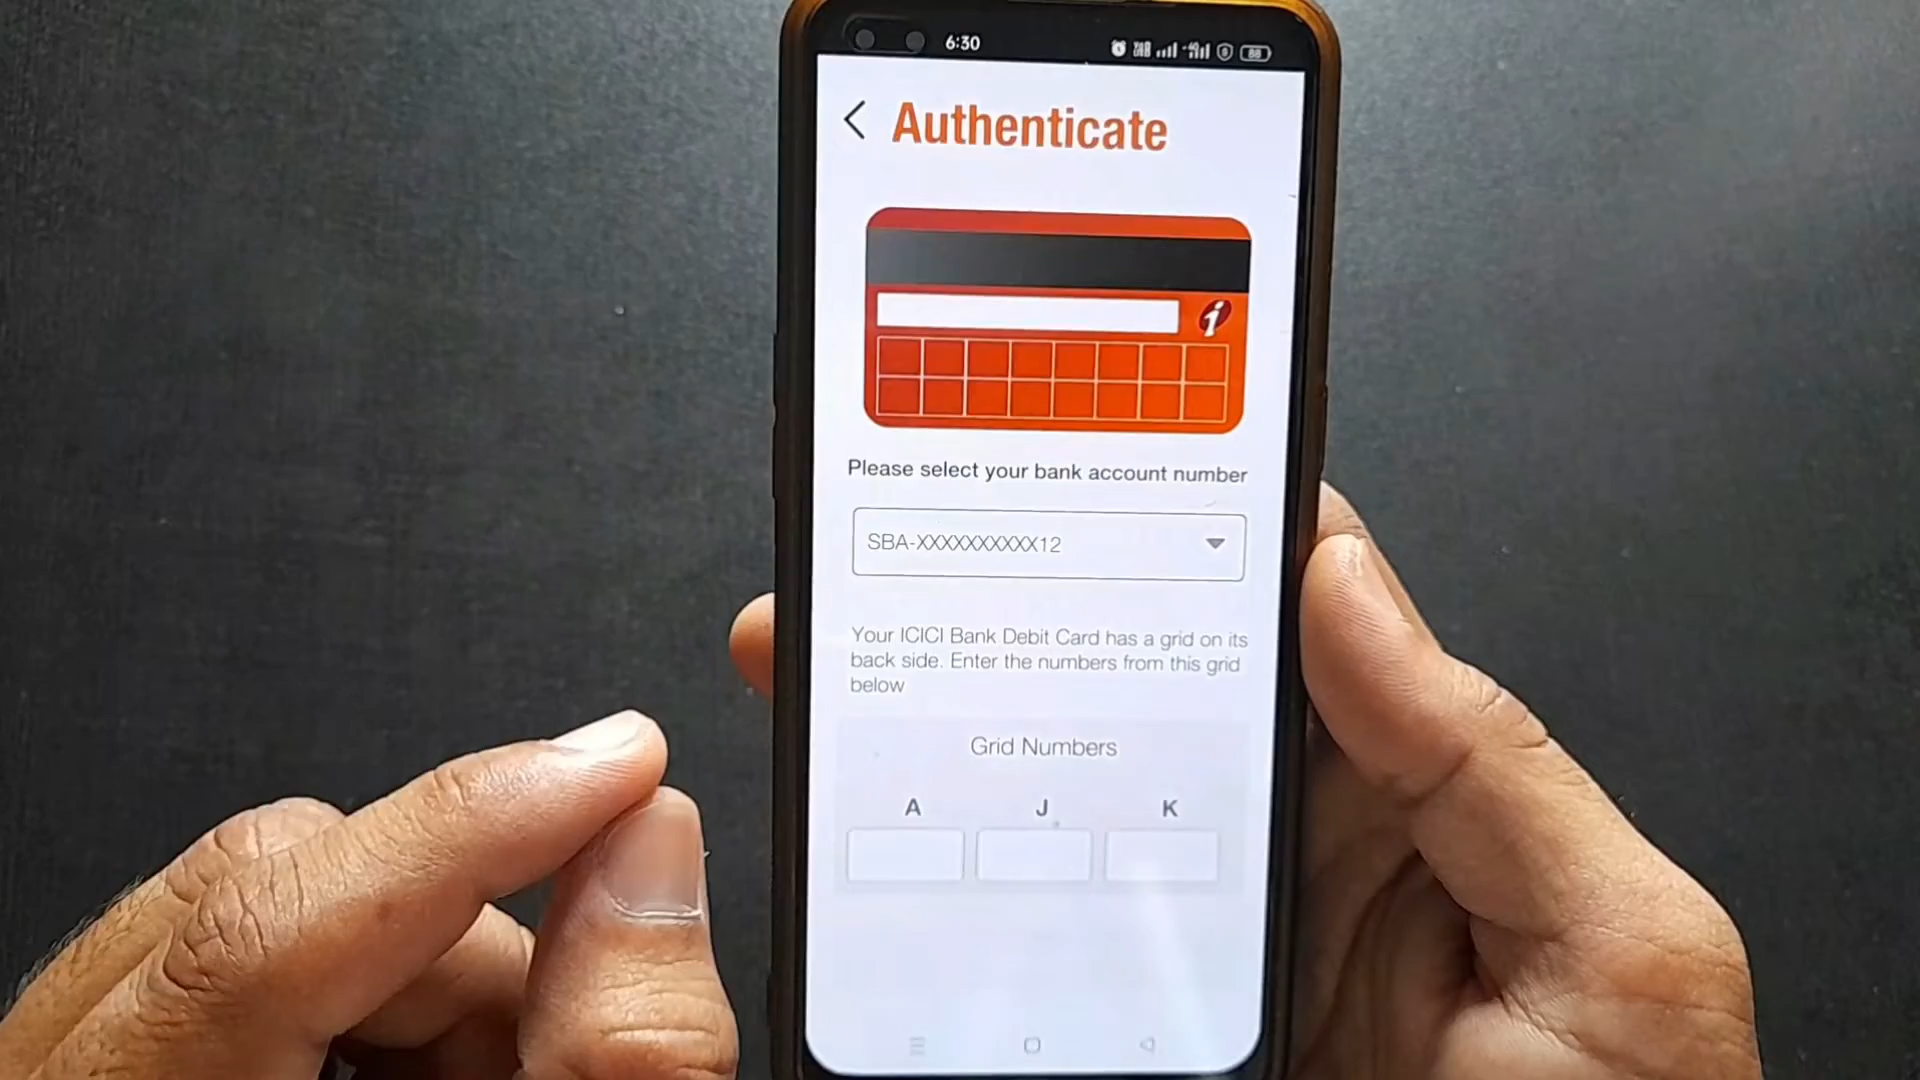 6:30
88
Authenticate
i
Please select your bank account number
SBA-XXXXXXXXXX12
Your ICICI Bank Debit Card has a grid on its
back side. Enter the numbers from this grid
below
Grid Numbers
A J K